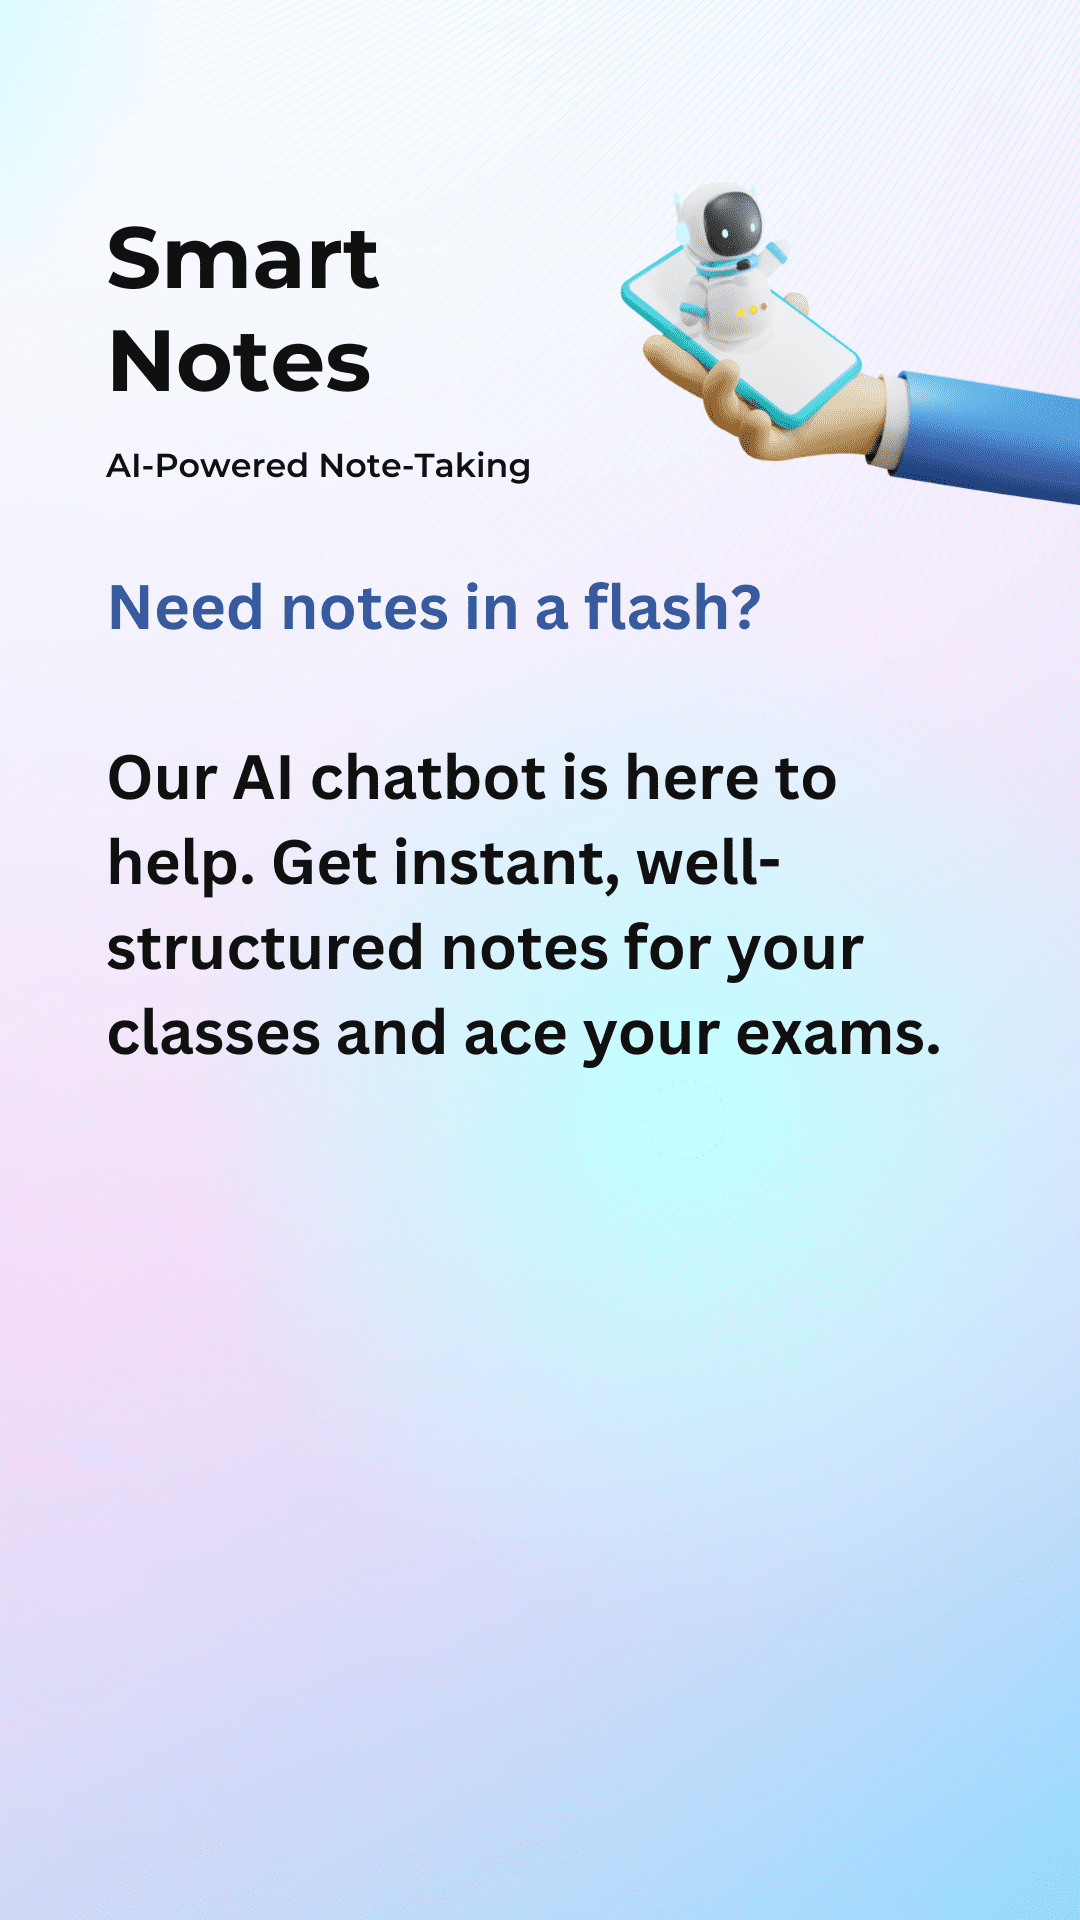 Smart
Notes
AI-Powered Note-Taking
Need notes in a flash?
Our AI chatbot is here to
help. Get instant, well-
structured notes for your
classes and ace your exams.